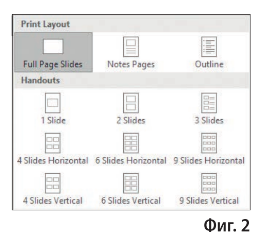 Print Layout
Full Page Slides Notes Pages Outline
Handouts
1 Slide 2 Slides 3 Slides
4 Slides Horizontal 6 Slides Horizontal 9 Slides Horizontal
4 Slides Vertical 6 Slides Vertical 9 Slides Vertical
Фиг. 2